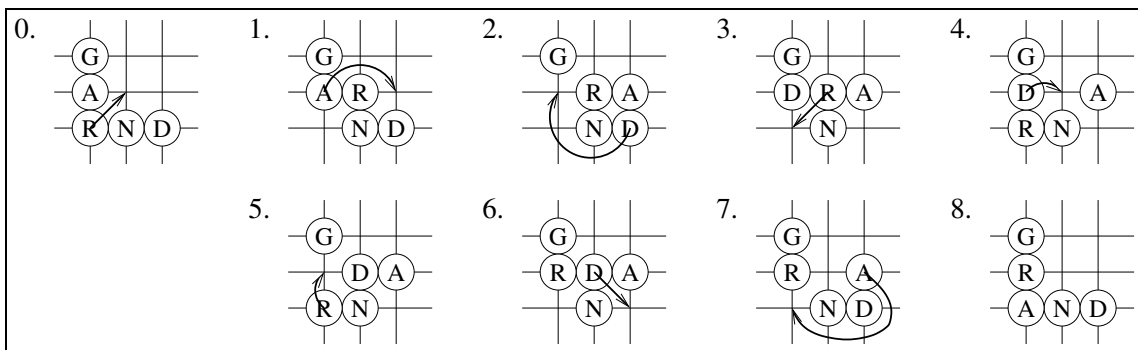 0. 1. 2. 3. 4.
G G G G G
A A R R A D R A D A
R N D N D N D N R N
5. 6. 7. 8.
G G G G
D A R D A R A R
R N N N D A N D